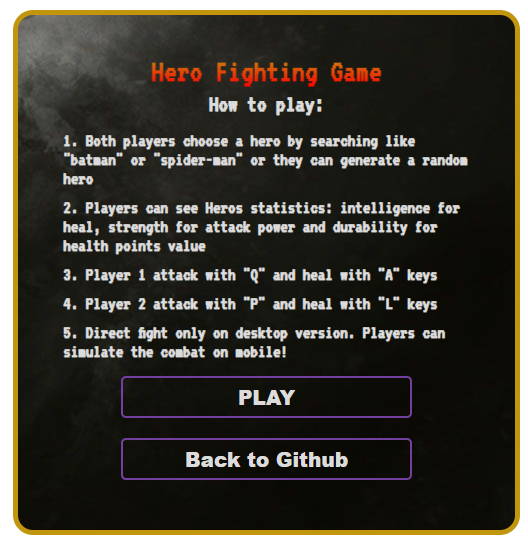 Hero Fighting Game
How to play:
1. Both players choose a hero by searching like
"batman" or "spider-man" or they can generate a random
hero
2. Players can see Heros statistics: intelligence for
heal, strength for attack power and durability for
health points value
3. Player 1 attack with "Q" and heal with "A" keys
4. Player 2 attack with "P" and heal with "L" keys
5. Direct fight only on desktop version. Players can
simulate the combat on mobile!
PLAY
Back to Github